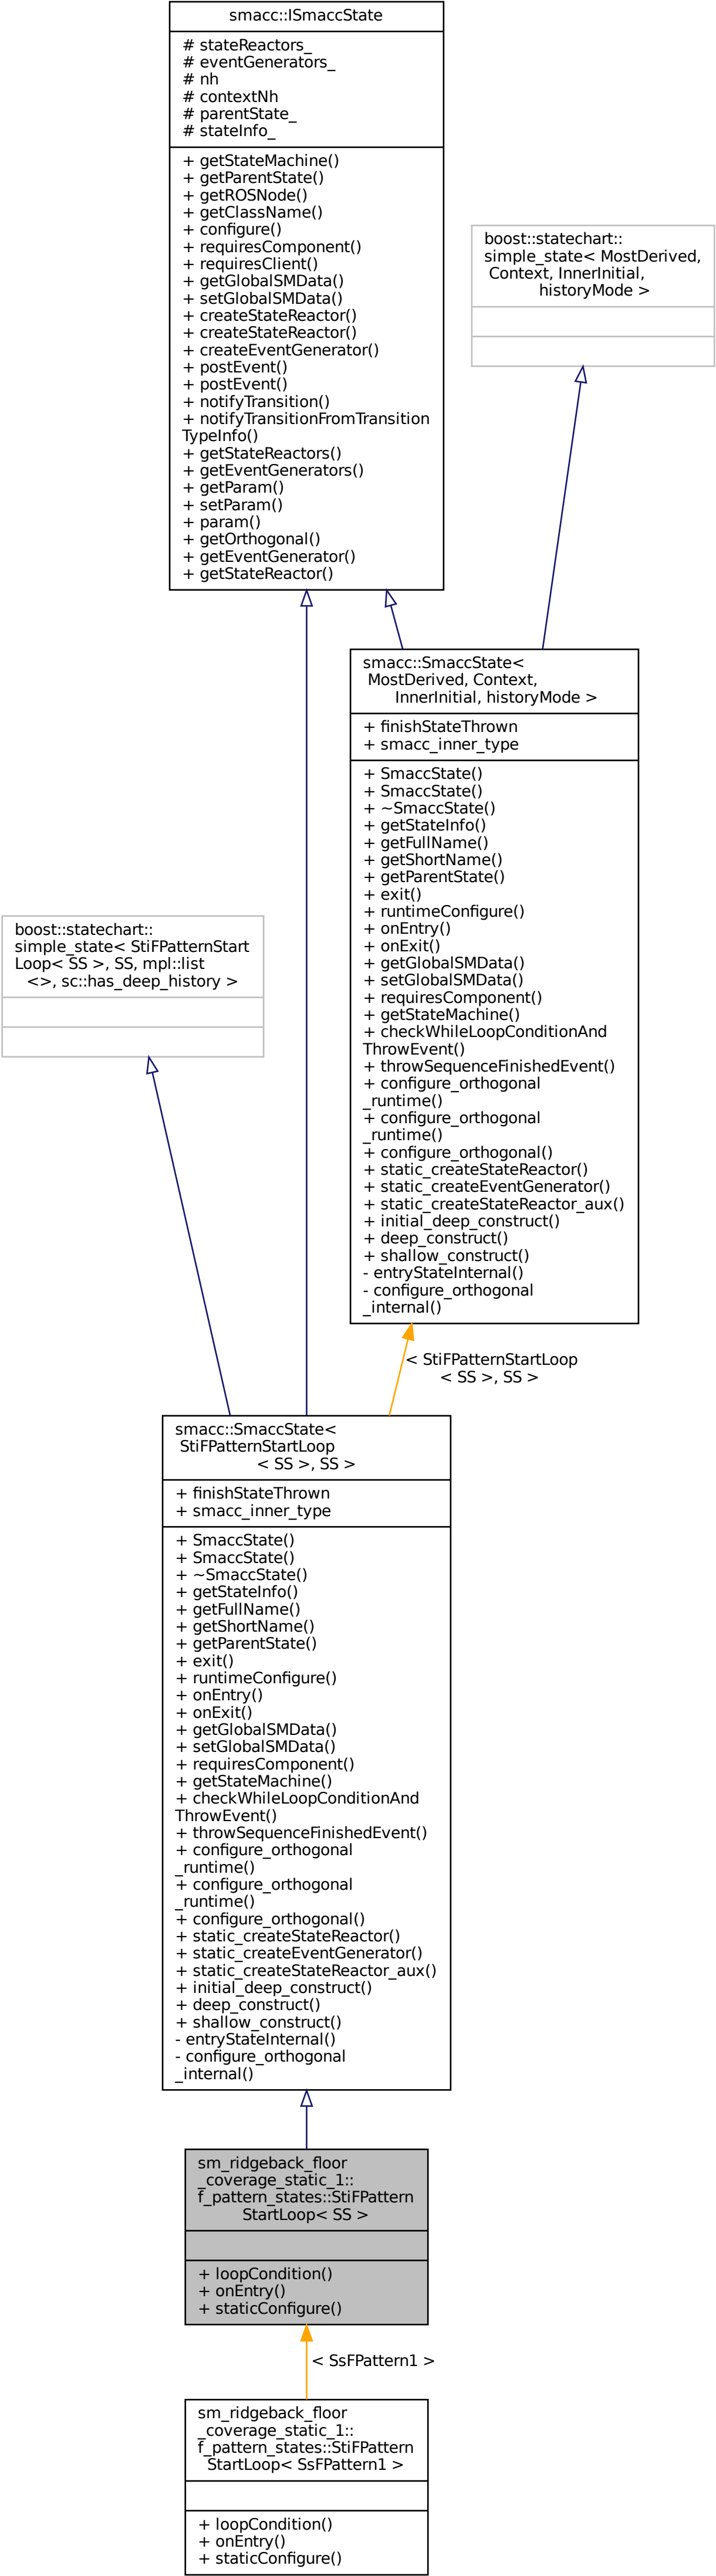 smacc::ISmaccState
# stateReactors_
# eventGenerators_
# nh
# contextNh
# parentState_
# stateInfo_
+ getStateMachine()
+ getParentState()
+ getROSNode()
+ getClassName()
+ configure()
+ requiresComponent()
+ requiresClient()
+ getGlobalSMData()
+ setGlobalSMData()
+ createStateReactor()
+ createStateReactor()
+ createEventGenerator()
+ postEvent()
+ postEvent()
+ notifyTransition()
+ notifyTransitionFromTransition
TypeInfo()
+ getStateReactors()
+ getEventGenerators()
+ getParam()
+ setParam()
+ param()
+ getOrthogonal()
+ getEventGenerator()
+ getStateReactor()
boost::statechart::
simple_state< MostDerived,
Context, InnerInitial,
historyMode >
smacc::SmaccState<
MostDerived, Context,
InnerInitial, historyMode >
+ finishStateThrown
+ smacc_inner_type
+ SmaccState()
+ SmaccState()
+ ~SmaccState()
+ getStateInfo()
+ getFullName()
+ getShortName()
+ getParentState()
+ exit()
+ runtimeConfigure()
+ onEntry()
+ onExit()
+ getGlobalSMData()
+ setGlobalSMData()
+ requiresComponent()
+ getStateMachine()
+ checkWhileLoopConditionAnd
ThrowEvent()
+ throwSequenceFinishedEvent()
+ configure_orthogonal
_runtime()
+ configure_orthogonal
_runtime()
+ configure_orthogonal()
+ static_createStateReactor()
+ static_createEventGenerator()
+ static_createStateReactor_aux()
+ initial_deep_construct()
+ deep_construct()
+ shallow_construct()
- entryStateInternal()
- configure_orthogonal
_internal()
boost::statechart::
simple_state< StiFPatternStart
Loop< SS >, SS, mpl::list
<>, sc::has_deep_history >
< StiFPatternStartLoop
< SS >, SS >
smacc::SmaccState<
StiFPatternStartLoop
< SS >, SS >
+ finishStateThrown
+ smacc_inner_type
+ SmaccState()
+ SmaccState()
+ ~SmaccState()
+ getStateInfo()
+ getFullName()
+ getShortName()
+ getParentState()
+ exit()
+ runtimeConfigure()
+ onEntry()
+ onExit()
+ getGlobalSMData()
+ setGlobalSMData()
+ requiresComponent()
+ getStateMachine()
+ checkWhileLoopConditionAnd
ThrowEvent()
+ throwSequenceFinishedEvent()
+ configure_orthogonal
_runtime()
+ configure_orthogonal
_runtime()
+ configure_orthogonal()
+ static_createStateReactor()
+ static_createEventGenerator()
+ static_createStateReactor_aux()
+ initial_deep_construct()
+ deep_construct()
+ shallow_construct()
- entryStateInternal()
- configure_orthogonal
_internal()
sm_ridgeback_floor
_coverage_static_1::
f_pattern_states::StiFPattern
StartLoop< SS >
+ loopCondition()
+ onEntry()
+ staticConfigure()
< SsFPattern1 >
sm_ridgeback_floor
_coverage_static_1::
f_pattern_states::StiFPattern
StartLoop< SsFPattern1 >
+ loopCondition()
+ onEntry()
+ staticConfigure()